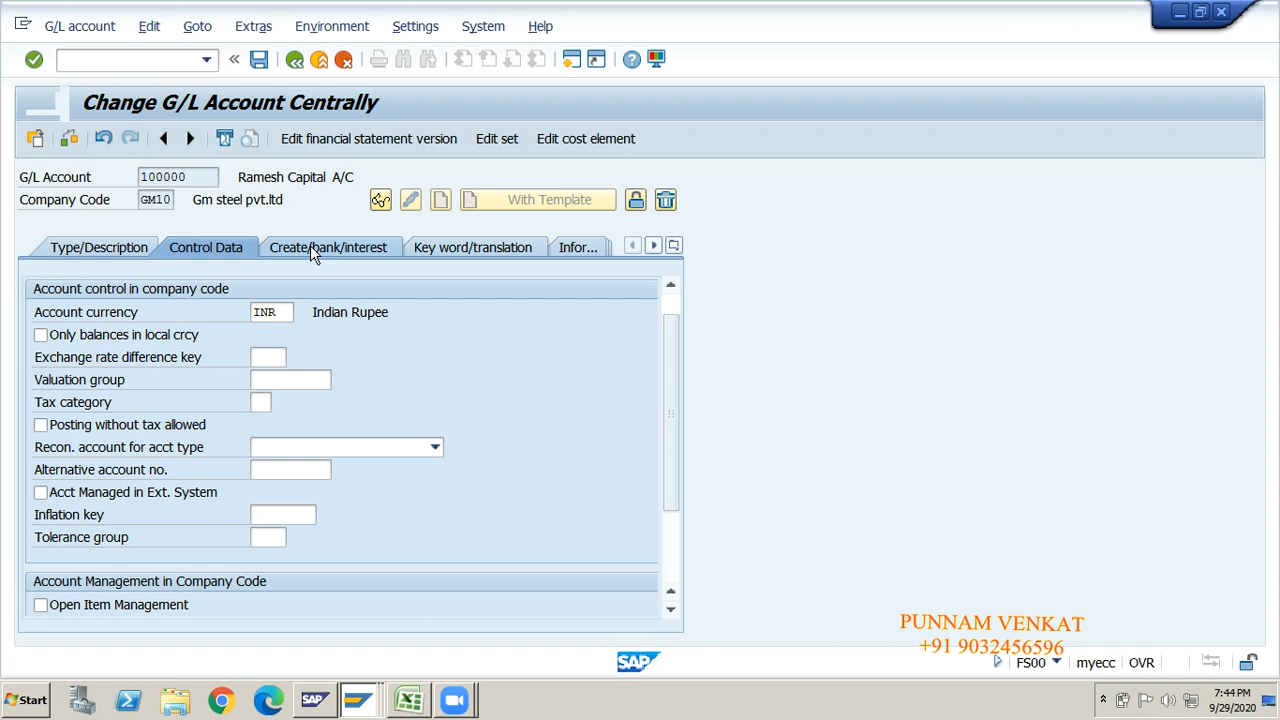 G/L account Edit Goto Extras Environment Settings System Help
Change G/L Account Centrally
Edit financial statement version Edit set Edit cost element
G/L Account 100000 Ramesh Capital A/C
Company Code GM10 Gm steel pvt.ltd With Template
Type/Description Control Data Create/bank/interest Key word/translation Infor...
Account control in company code
Account currency INR Indian Rupee
Only balances in local crcy
Exchange rate difference key
Valuation group
Tax category
Posting without tax allowed
Recon. account for acct type
Alternative account no.
Acct Managed in Ext. System
Inflation key
Tolerance group
Account Management in Company Code
Open Item Management
PUNNAM VENKAT
+91 9032456596
SAP FS00 myecc OVR
Start SAP 7:44 PM
9/29/2020